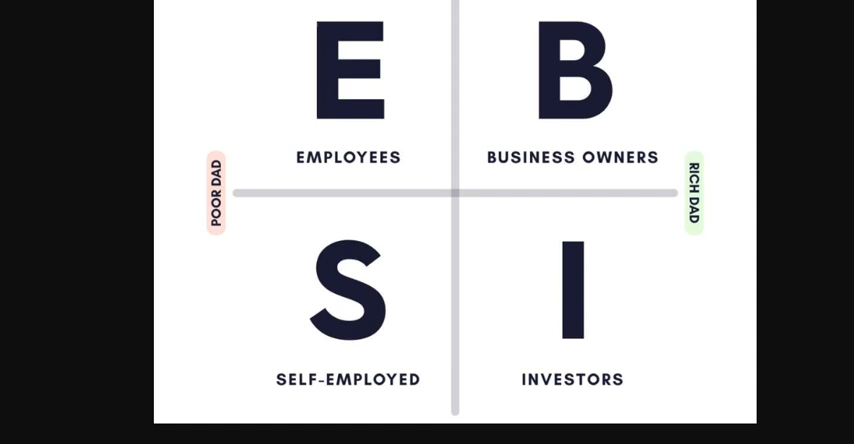 E
B
EMPLOYEES
BUSINESS OWNERS
POOR DAD
RICH DAD
S
I
SELF-EMPLOYED
INVESTORS